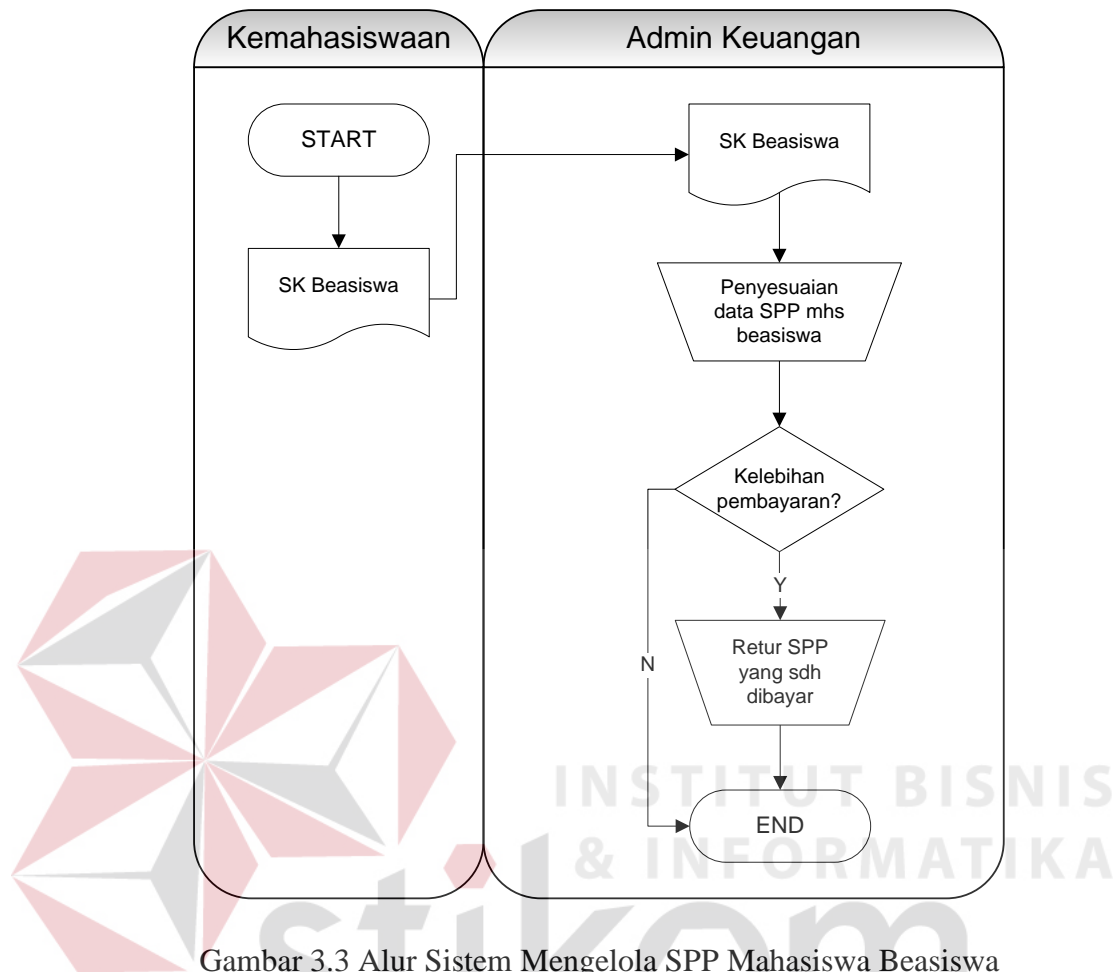 Kemahasiswaan
Admin Keuangan
START
SK Beasiswa
SK Beasiswa
Penyesuaian
data SPP mhs
beasiswa
Kelebihan
pembayaran?
Y
N
Retur SPP
yang sdh
dibayar
END
INSTITUT BISNIS
& INFORMATIKA
stikom
Gambar 3.3 Alur Sistem Mengelola SPP Mahasiswa Beasiswa